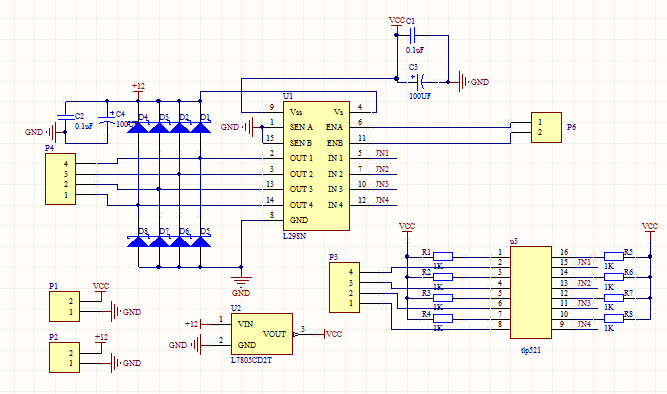 VCC
C1
0.1uF
C3
100UF
GND
+12
C2
0.1uF
C4
GND
D4 D3 D2 D1
U1
9 Vss Vs 4
GND 1 SEN A ENA 6
15 SEN B ENB 11
2 OUT 1 IN 1 5 JN1
3 OUT 2 IN 2 7 JN2
13 OUT 3 IN 3 10 JN3
14 OUT 4 IN 4 12 JN4
8 GND
L298N
P6
1
2
P4
4
3
2
1
D8 D7 D6 D5
GND
P1
2
1
VCC
GND
P2
2
1
+12
GND
U2
+12 1 VIN
VOUT 3 VCC
GND 2 GND
L7805CD2T
P3
4
3
2
1
VCC
VCC
u3
R1 1 16 R5
1K 2 15 JN1 1K
R2 3 14 R6
1K 4 13 JN2 1K
R3 5 12 R7
1K 6 11 JN3 1K
R4 7 10 R8
1K 8 9 JN4 1K
tlp521